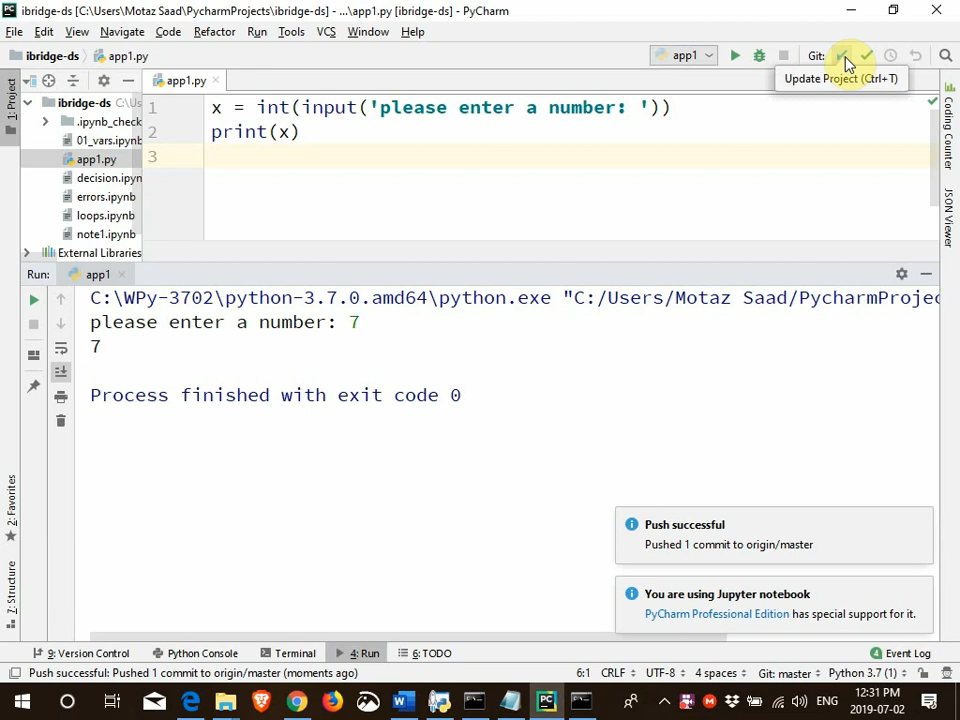 ibridge-ds [C:\Users\Motaz Saad\PycharmProjects\ibridge-ds] - ...\app1.py [ibridge-ds] - PyCharm
File Edit View Navigate Code Refactor Run Tools VCS Window Help
ibridge-ds app1.py app1 Git:
Update Project (Ctrl+T)
1: Project
app1.py
ibridge-ds C:\Us
.ipynb_check
01_vars.ipynb
app1.py
decision.ipyn
errors.ipynb
loops.ipynb
note1.ipynb
External Libraries
1 x = int(input('please enter a number: '))
2 print(x)
3
Coding Counter
JSON Viewer
Run: app1
C:\WPy-3702\python-3.7.0.amd64\python.exe "C:/Users/Motaz Saad/PycharmProjec
please enter a number: 7
7
Process finished with exit code 0
2: Favorites
7: Structure
Push successful
Pushed 1 commit to origin/master
You are using Jupyter notebook
PyCharm Professional Edition has special support for it.
9: Version Control Python Console Terminal 4: Run 6: TODO 4 Event Log
Push successful: Pushed 1 commit to origin/master (moments ago) 6:1 CRLF UTF-8 4 spaces Git: master Python 3.7 (1)
ENG 12:31 PM
2019-07-02